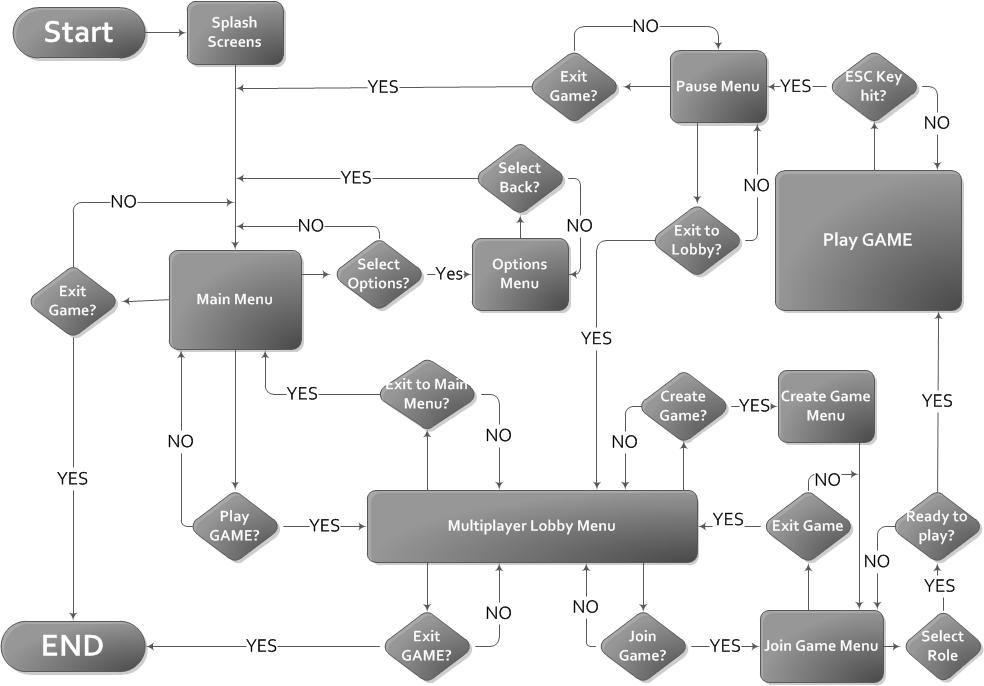 Start
Splash
Screens
NO
Exit
Game?
YES
Pause Menu
YES
ESC Key
hit?
NO
Select
Back?
YES
NO
NO
NO
Select
Options?
Yes
Options
Menu
Exit to
Lobby?
NO
Play GAME
Exit
Game?
Main Menu
YES
Exit to Main
Menu?
YES
NO
Create
Game?
YES
NO
Create Game
Menu
YES
NO
YES
Play
GAME?
YES
Multiplayer Lobby Menu
YES
Exit Game
NO
Ready to
play?
NO
YES
END
YES
Exit
GAME?
NO
NO
Join
Game?
YES
Join Game Menu
Select
Role